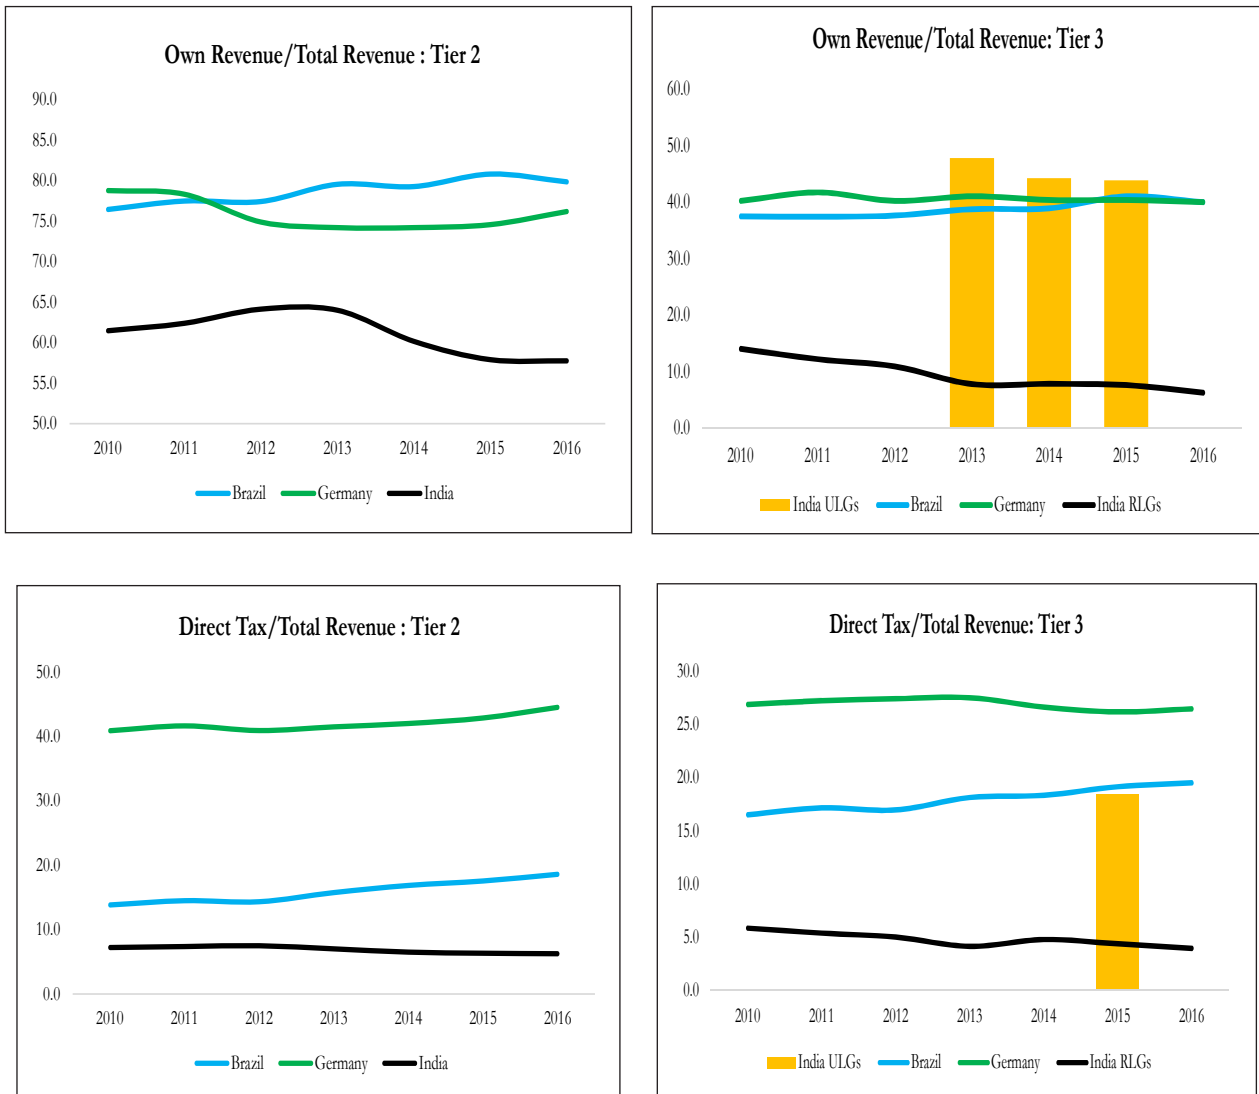 Own Revenue/Total Revenue : Tier 2
90.0
85.0
80.0
75.0
70.0
65.0
60.0
55.0
50.0
2010 2011 2012 2013 2014 2015 2016
Brazil Germany India
Own Revenue/Total Revenue: Tier 3
60.0
50.0
40.0
30.0
20.0
10.0
0.0
2010 2011 2012 2013 2014 2015 2016
India ULGs Brazil Germany India RLGs
Direct Tax/Total Revenue : Tier 2
50.0
40.0
30.0
20.0
10.0
0.0
2010 2011 2012 2013 2014 2015 2016
Brazil Germany India
Direct Tax/Total Revenue: Tier 3
30.0
25.0
20.0
15.0
10.0
5.0
0.0
2010 2011 2012 2013 2014 2015 2016
India ULGs Brazil Germany India RLGs